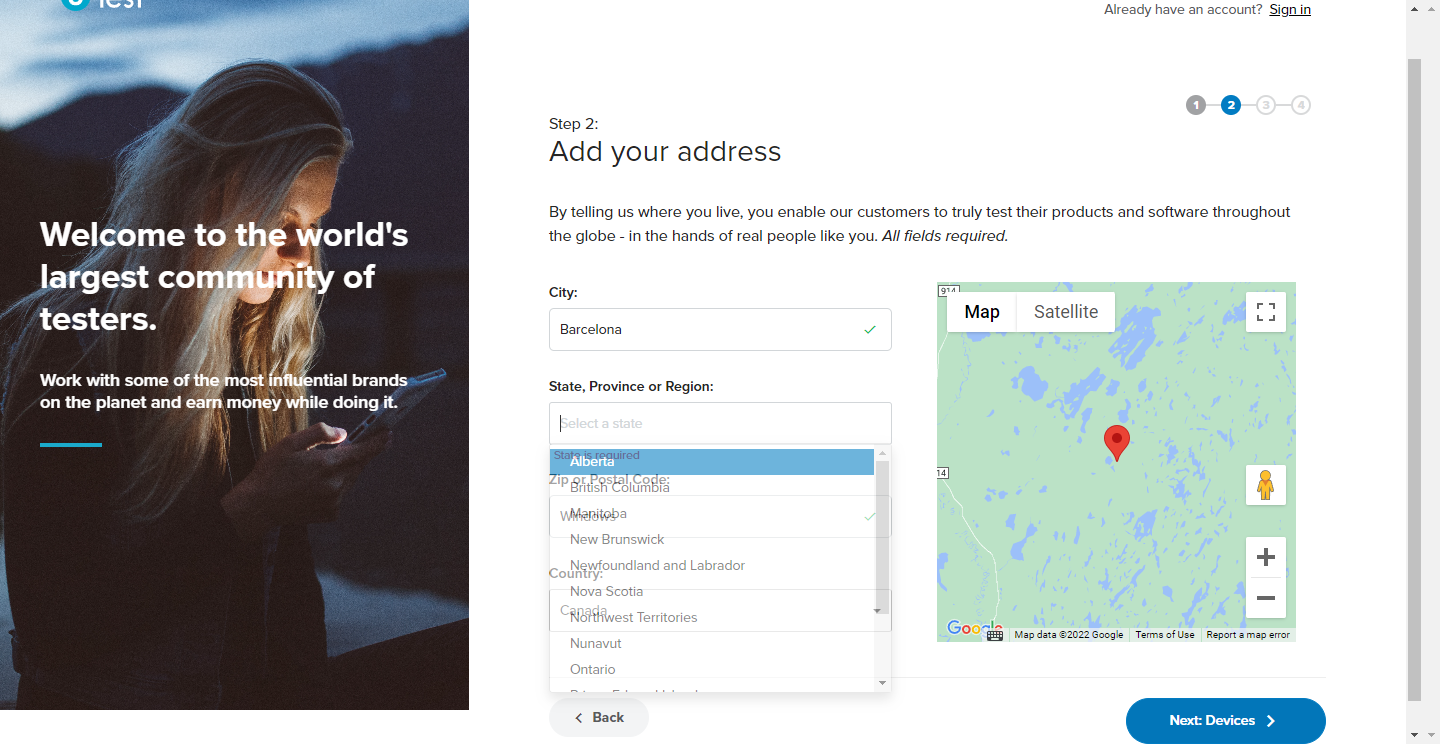 Test
Already have an account? Sign in
1 2 3 4
Step 2:
Add your address
By telling us where you live, you enable our customers to truly test their products and software throughout
the globe - in the hands of real people like you. All fields required.
Welcome to the world's
largest community of
testers.
Work with some of the most influential brands
on the planet and earn money while doing it.
City:
Barcelona
State, Province or Region:
Select a state
State is required
Alberta
Zip or Postal Code:
British Columbia
Windows
Manitoba
New Brunswick
Newfoundland and Labrador
Country:
Nova Scotia
Canada
Northwest Territories
Nunavut
Ontario
914
Map Satellite
14
Google
Map data ©2022 Google Terms of Use Report a map error
Back
Next: Devices